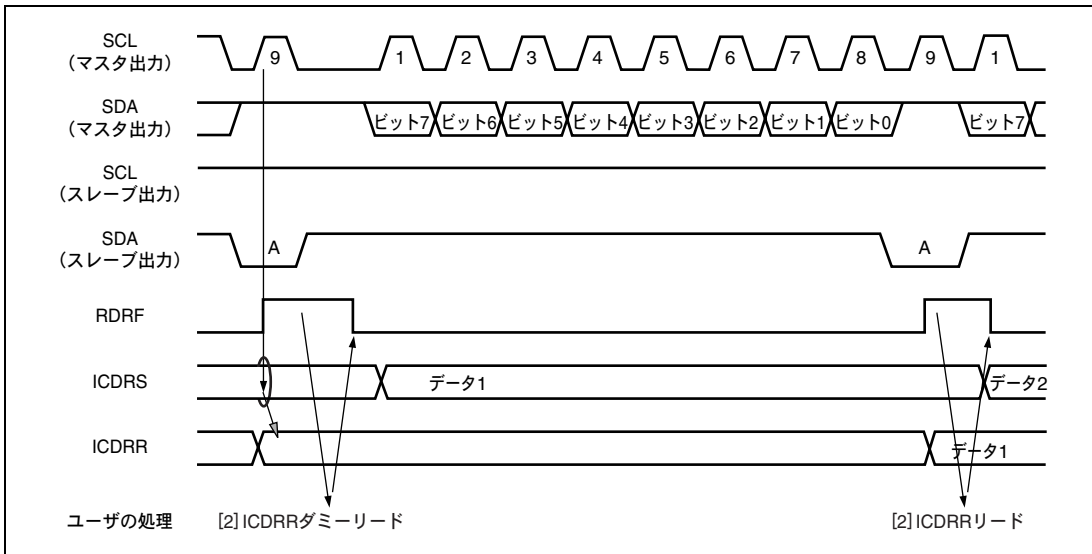 SCL
（マスタ出力）
9 1 2 3 4 5 6 7 8 9 1
SDA
（マスタ出力）
ビット7 ビット6 ビット5 ビット4 ビット3 ビット2 ビット1 ビット0 ビット7
SCL
（スレーブ出力）
SDA
（スレーブ出力）
A A
RDRF
ICDRS
データ1 データ2
ICDRR
データ1
ユーザの処理 [2] ICDRRダミーリード [2] ICDRRリード